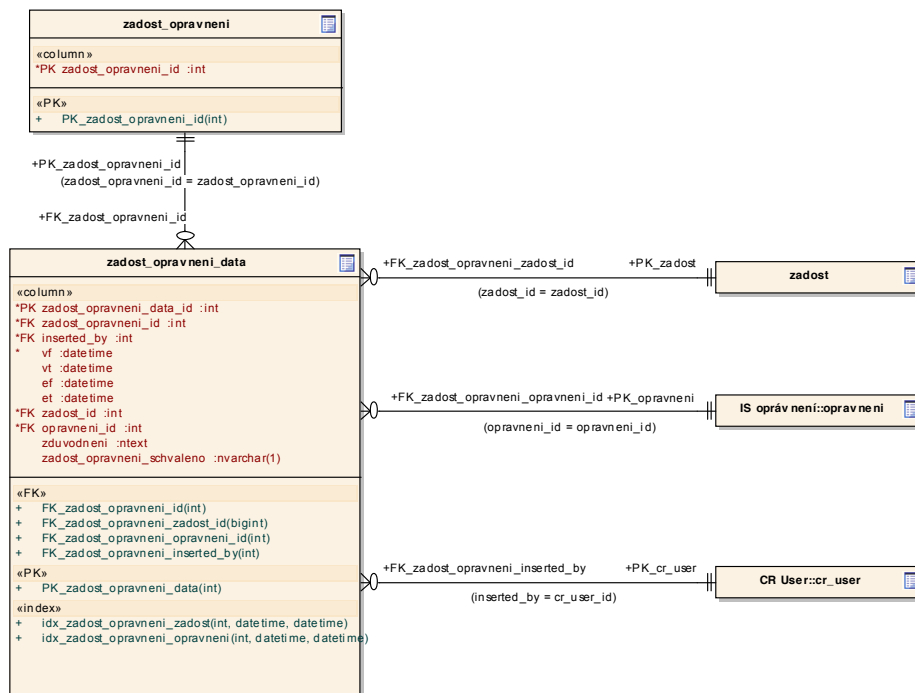 zadost_opravneni
«column»
*PK zadost_opravneni_id :int
«PK»
+ PK_zadost_opravneni_id(int)
+PK_zadost_opravneni_id
(zadost_opravneni_id = zadost_opravneni_id)
+FK_zadost_opravneni_id
zadost_opravneni_data
«column»
*PK zadost_opravneni_data_id :int
*FK zadost_opravneni_id :int
*FK inserted_by :int
* vf :datetime
vt :datetime
ef :datetime
et :datetime
*FK zadost_id :int
*FK opravneni_id :int
zduvodneni :ntext
zadost_opravneni_schvaleno :nvarchar(1)
«FK»
+ FK_zadost_opravneni_id(int)
+ FK_zadost_opravneni_zadost_id(bigint)
+ FK_zadost_opravneni_opravneni_id(int)
+ FK_zadost_opravneni_inserted_by(int)
«PK»
+ PK_zadost_opravneni_data(int)
«index»
+ idx_zadost_opravneni_zadost(int, datetime, datetime)
+ idx_zadost_opravneni_opravneni(int, datetime, datetime)
+FK_zadost_opravneni_zadost_id +PK_zadost
(zadost_id = zadost_id)
zadost
+FK_zadost_opravneni_opravneni_id +PK_opravneni
(opravneni_id = opravneni_id)
IS oprávnení::opravneni
+FK_zadost_opravneni_inserted_by +PK_cr_user
(inserted_by = cr_user_id)
CR User::cr_user